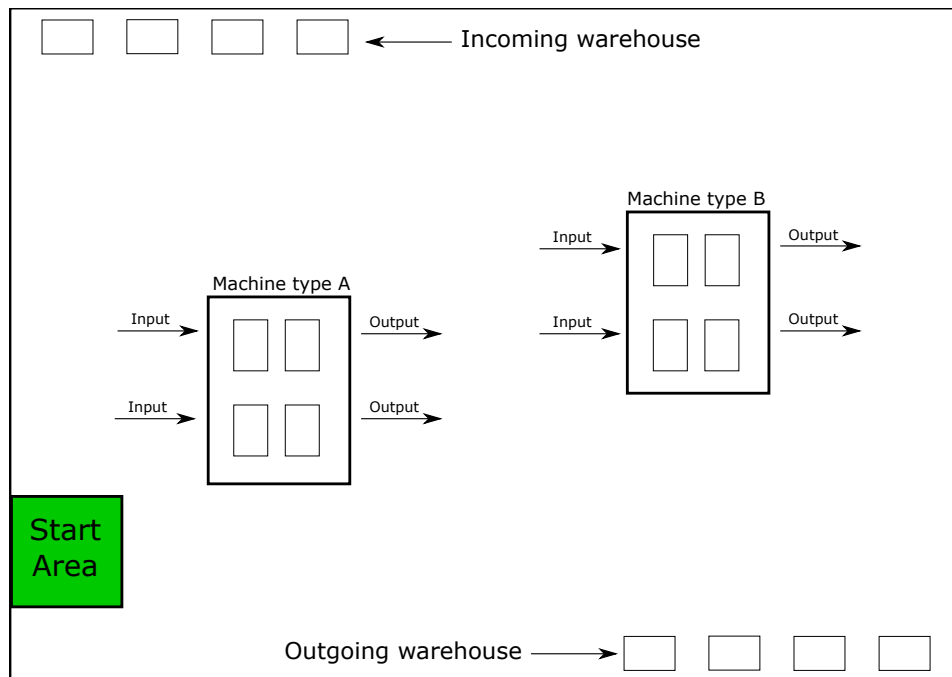 Incoming warehouse
Machine type B
Input
Output
Machine type A
Input
Output
Input
Output
Input
Output
Start
Area
Outgoing warehouse